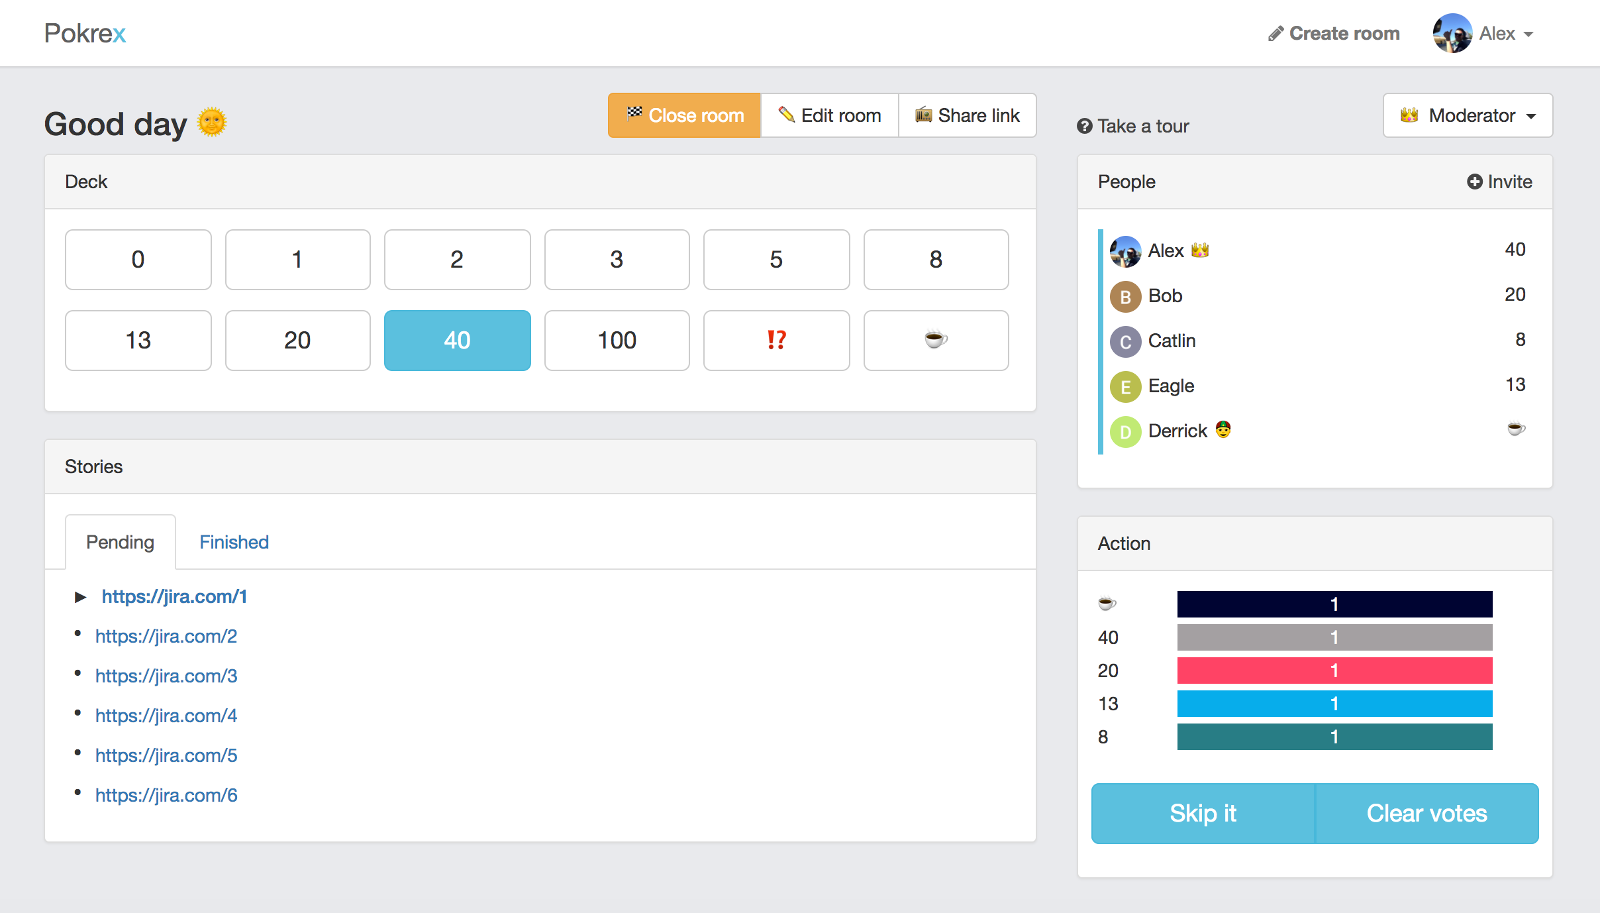 Pokrex
Create room
Alex
Good day 🌞
🏁 Close room
✏️ Edit room
📻 Share link
Take a tour
👑 Moderator
Deck
0 1 2 3 5 8
13 20 40 100 ⁉️ ☕
People
Invite
Alex 👑 40
B Bob 20
C Catlin 8
E Eagle 13
D Derrick 👲 ☕
Stories
Pending Finished
► https://jira.com/1
• https://jira.com/2
• https://jira.com/3
• https://jira.com/4
• https://jira.com/5
• https://jira.com/6
Action
☕ 1
40 1
20 1
13 1
8 1
Skip it Clear votes